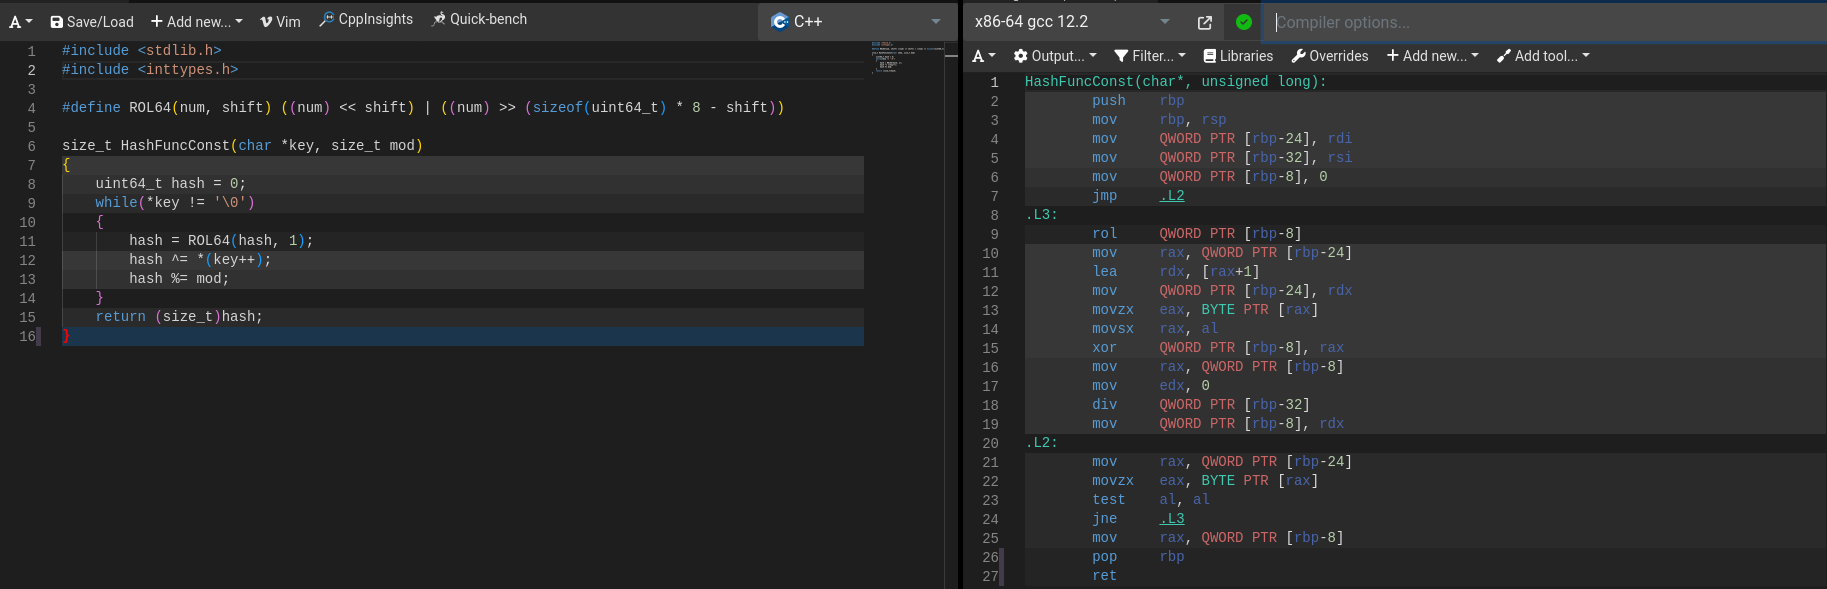 A Save/Load + Add new... Vim CppInsights Quick-bench C++
1 #include <stdlib.h>
2 #include <inttypes.h>
3
4 #define ROL64(num, shift) ((num) << shift) | ((num) >> (sizeof(uint64_t) * 8 - shift))
5
6 size_t HashFuncConst(char *key, size_t mod)
7 {
8     uint64_t hash = 0;
9     while(*key != '\0')
10     {
11         hash = ROL64(hash, 1);
12         hash ^= *(key++);
13         hash %= mod;
14     }
15     return (size_t)hash;
16 }
x86-64 gcc 12.2 Compiler options...
A Output... Filter... Libraries Overrides + Add new... Add tool...
1 HashFuncConst(char*, unsigned long):
2         push    rbp
3         mov     rbp, rsp
4         mov     QWORD PTR [rbp-24], rdi
5         mov     QWORD PTR [rbp-32], rsi
6         mov     QWORD PTR [rbp-8], 0
7         jmp     .L2
8 .L3:
9         rol     QWORD PTR [rbp-8]
10         mov     rax, QWORD PTR [rbp-24]
11         lea     rdx, [rax+1]
12         mov     QWORD PTR [rbp-24], rdx
13         movzx   eax, BYTE PTR [rax]
14         movsx   rax, al
15         xor     QWORD PTR [rbp-8], rax
16         mov     rax, QWORD PTR [rbp-8]
17         mov     edx, 0
18         div     QWORD PTR [rbp-32]
19         mov     QWORD PTR [rbp-8], rdx
20 .L2:
21         mov     rax, QWORD PTR [rbp-24]
22         movzx   eax, BYTE PTR [rax]
23         test    al, al
24         jne     .L3
25         mov     rax, QWORD PTR [rbp-8]
26         pop     rbp
27         ret